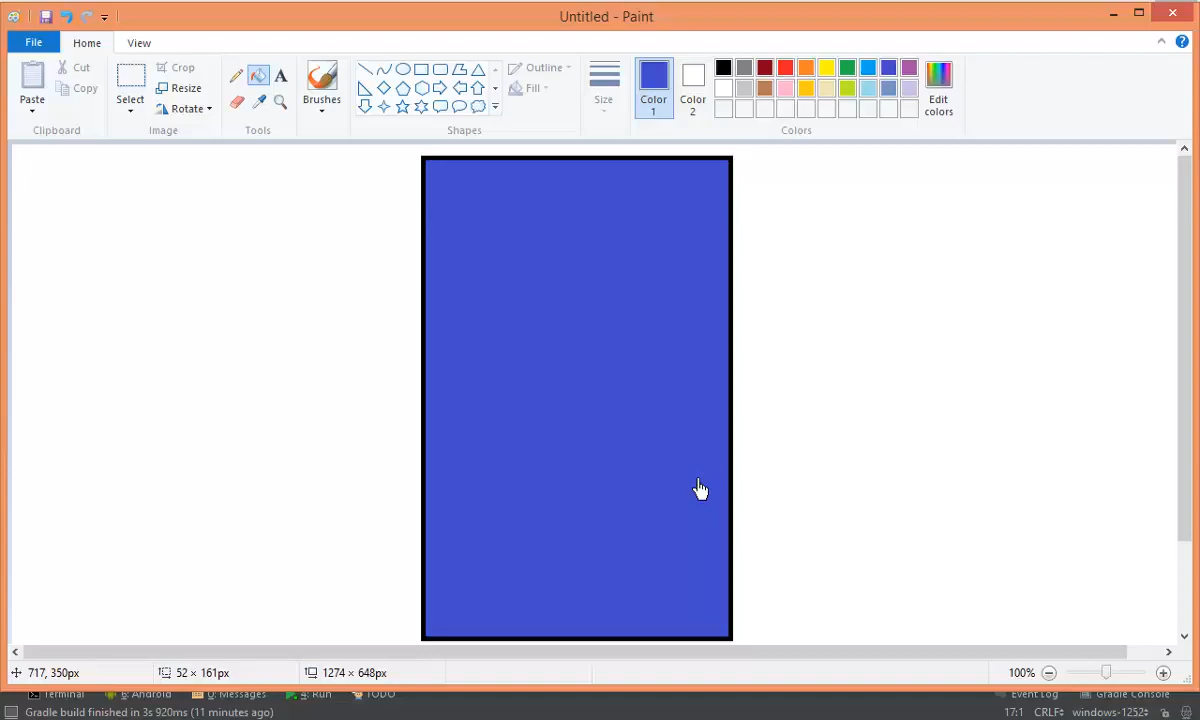 Untitled - Paint
File Home View
Paste Cut Copy Select Crop Resize Rotate A Brushes Outline Fill Size Color 1 Color 2 Edit colors
Clipboard Image Tools Shapes Colors
717, 350px 52 × 161px 1274 × 648px 100%
Terminal 6: Android 0: Messages 4: Run TODO Event Log Gradle Console
Gradle build finished in 3s 920ms (11 minutes ago) 17:1 CRLF windows-1252